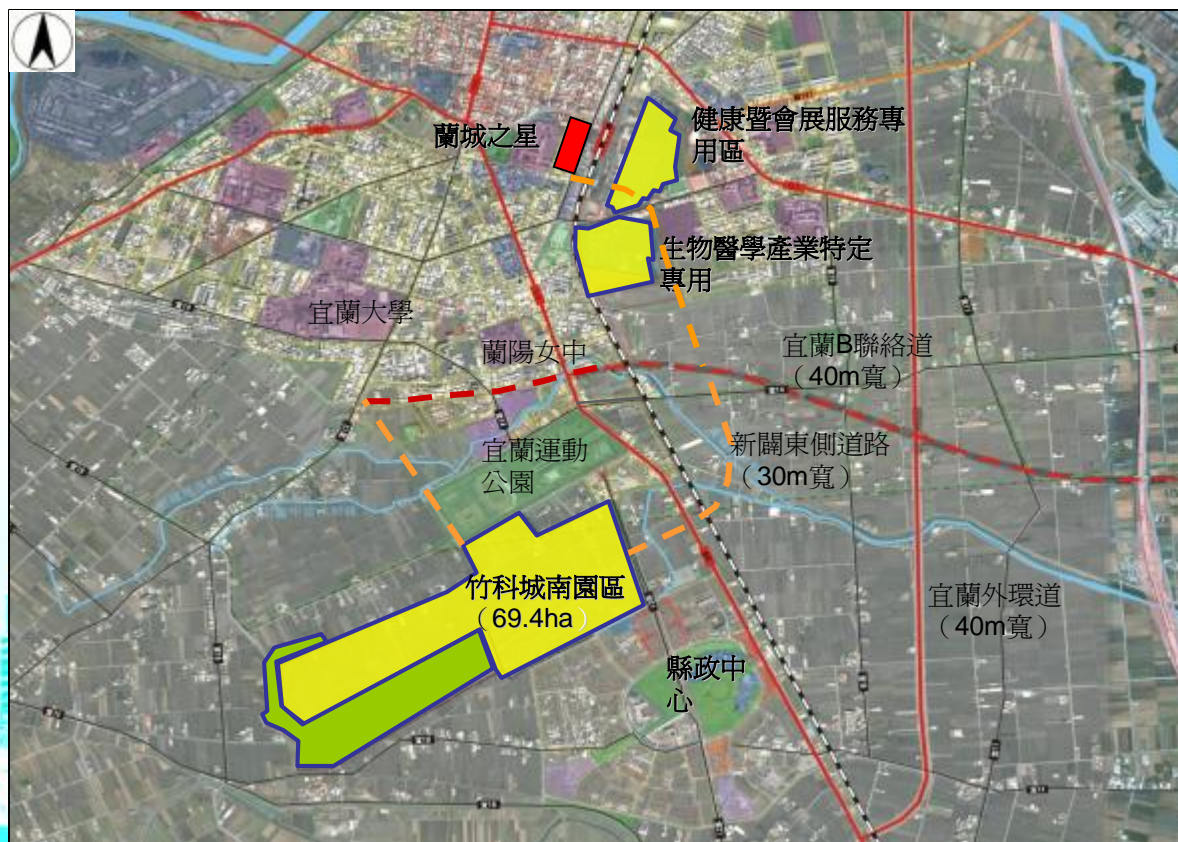 蘭城之星
健康暨會展服務專
用區
生物醫學產業特定
專用
宜蘭大學
蘭陽女中
宜蘭B聯絡道
（40m寬）
宜蘭運動
公園
新闢東側道路
（30m寬）
竹科城南園區
（69.4ha）
宜蘭外環道
（40m寬）
縣政中
心